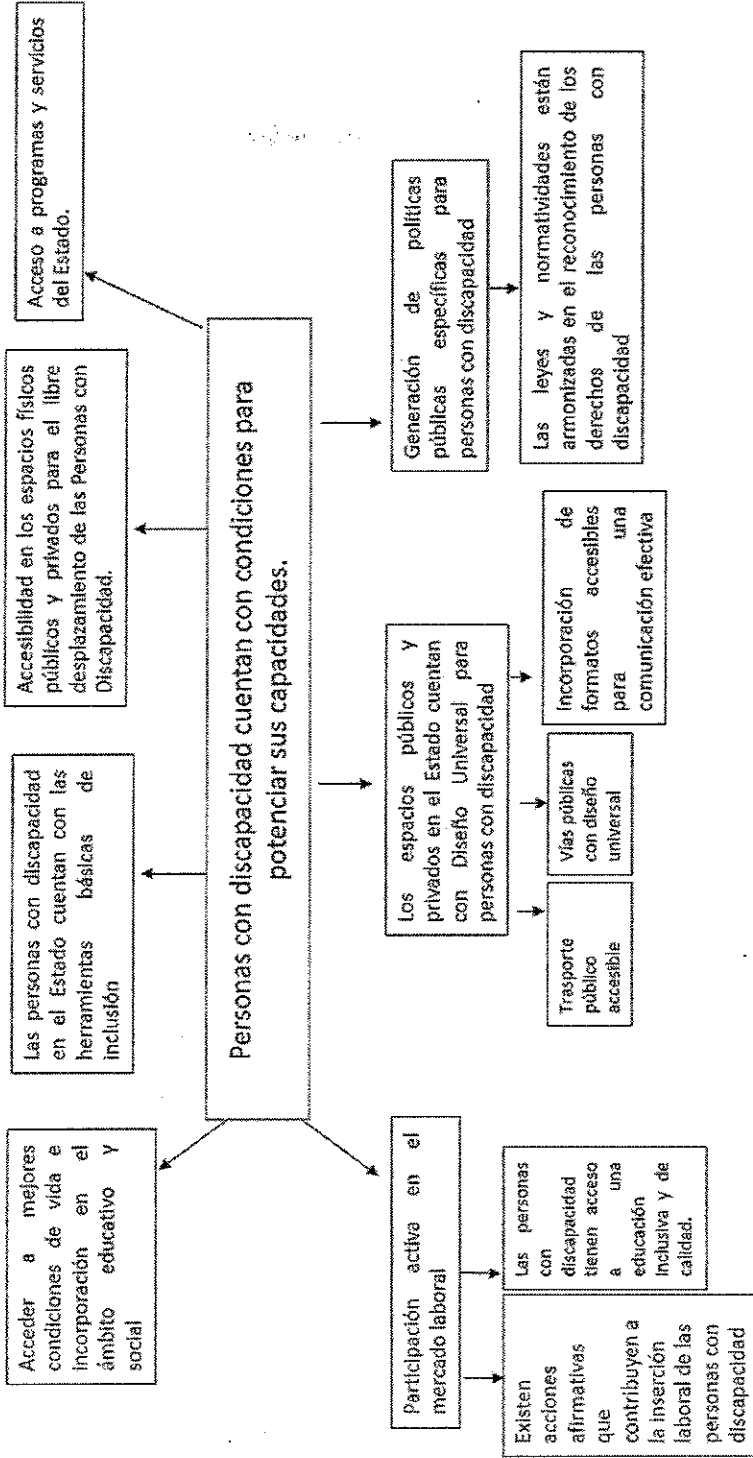 Acceder a mejores
condiciones de vida e
incorporación en el
ámbito educativo y
social
Las personas con discapacidad
en el Estado cuentan con las
herramientas básicas de
inclusión
Accesibilidad en los espacios físicos
públicos y privados para el libre
desplazamiento de las Personas con
Discapacidad.
Acceso a programas y servicios
del Estado.
Personas con discapacidad cuentan con condiciones para
potenciar sus capacidades.
Participación activa en el
mercado laboral
Existen
acciones
afirmativas
que
contribuyen a
la inserción
laboral de las
personas con
discapacidad
Las personas
con
discapacidad
tienen acceso
a una
educación
Inclusiva y de
calidad.
Los espacios públicos y
privados en el Estado cuentan
con Diseño Universal para
personas con discapacidad
Trasporte
público
accesible
Vías públicas
con diseño
universal
Incorporación de
formatos accesibles
para una
comunicación efectiva
Generación de políticas
públicas específicas para
personas con discapacidad
Las leyes y normatividades están
armonizadas en el reconocimiento de los
derechos de las personas con
discapacidad